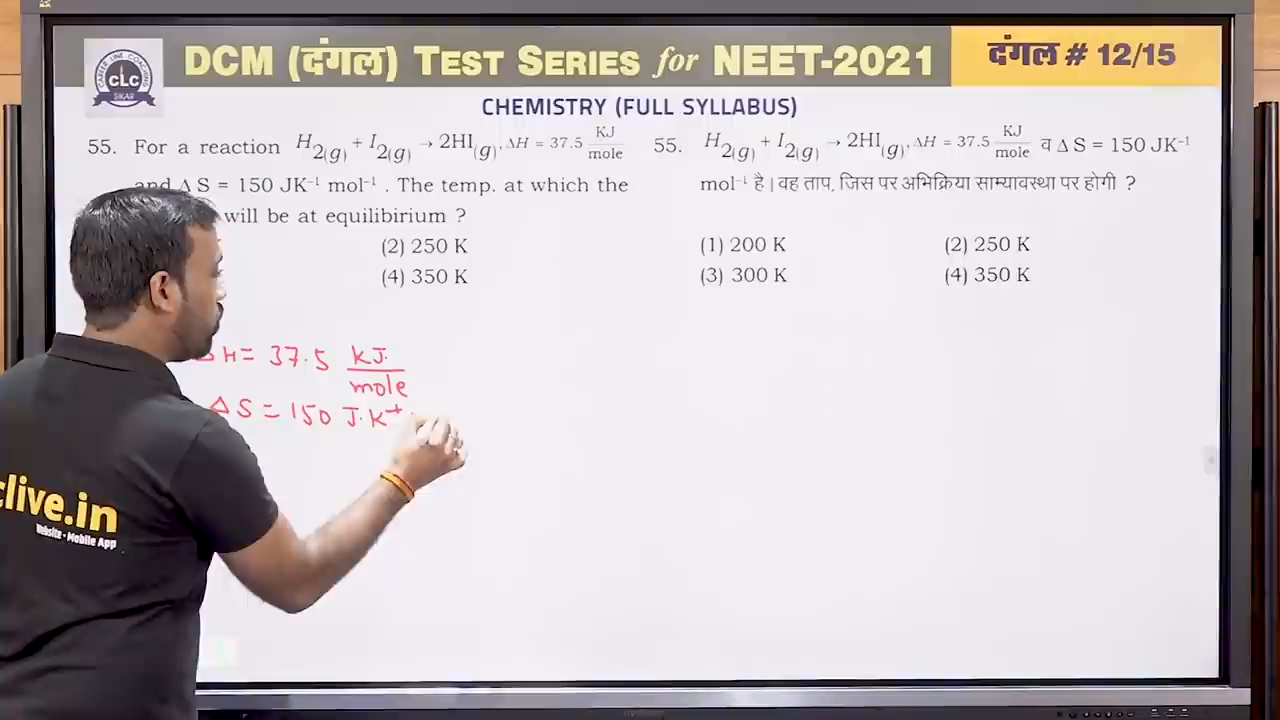 DCM (दंगल) TEST SERIES for NEET-2021
दंगल # 12/15
CAREER LINE COACHING
CLC
SIKAR
CHEMISTRY (FULL SYLLABUS)
55. For a reaction H2(g) + I2(g) → 2HI(g), ΔH = 37.5 KJ/mole
and Δ S = 150 JK⁻¹ mol⁻¹ . The temp. at which the
will be at equilibirium ?
(2) 250 K
(4) 350 K
55. H2(g) + I2(g) → 2HI(g), ΔH = 37.5 KJ/mole व Δ S = 150 JK⁻¹
mol⁻¹ है। वह ताप, जिस पर अभिक्रिया साम्यावस्था पर होगी ?
(1) 200 K (2) 250 K
(3) 300 K (4) 350 K
ΔH = 37.5 KJ/mole
ΔS = 150 J.K
clive.in
Website • Mobile App